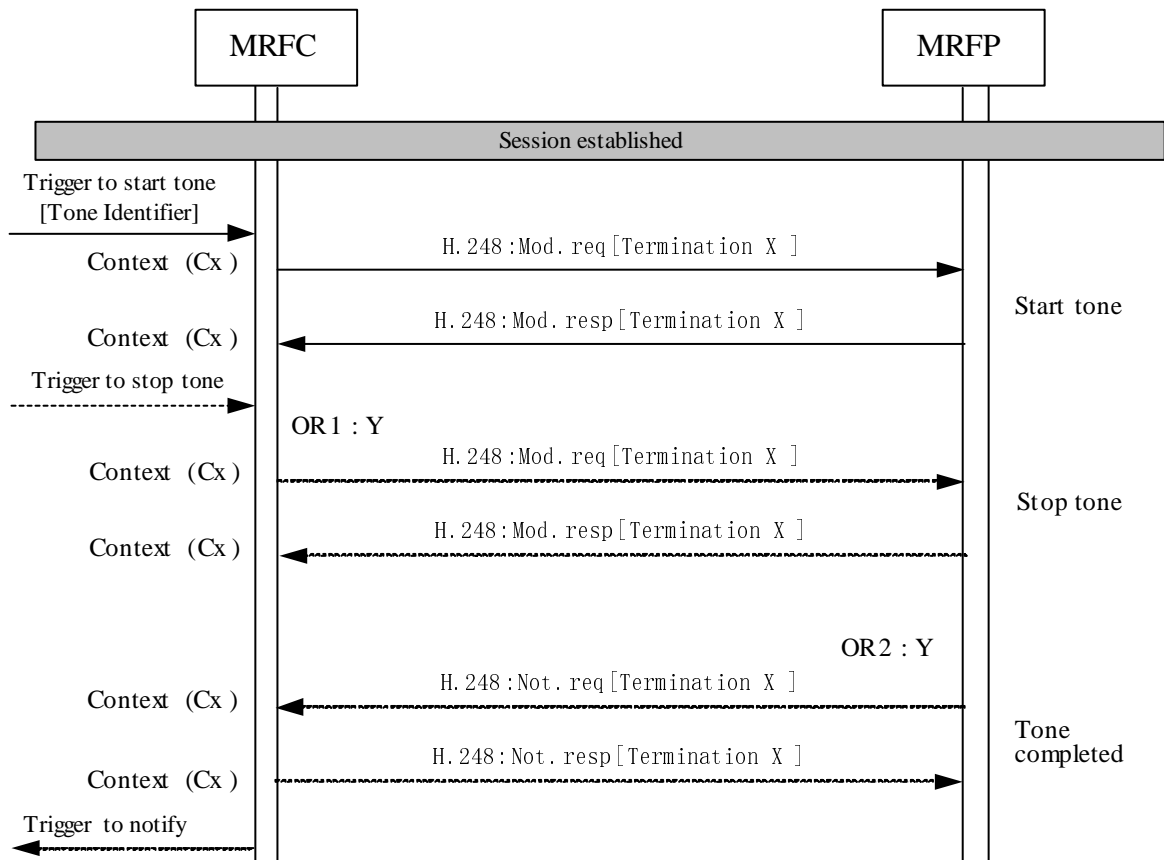 MRFC
MRFP
Session established
Trigger to start tone
[Tone Identifier]
H.248:Mod.req[Termination X ]
Context (Cx )
Start tone
H.248:Mod.resp[Termination X ]
Context (Cx )
Trigger to stop tone
OR1 : Y
H.248:Mod.req[Termination X ]
Context (Cx )
Stop tone
H.248:Mod.resp[Termination X ]
Context (Cx )
OR2 : Y
H.248:Not.req[Termination X ]
Context (Cx )
Tone
completed
H.248:Not.resp[Termination X ]
Context (Cx )
Trigger to notify